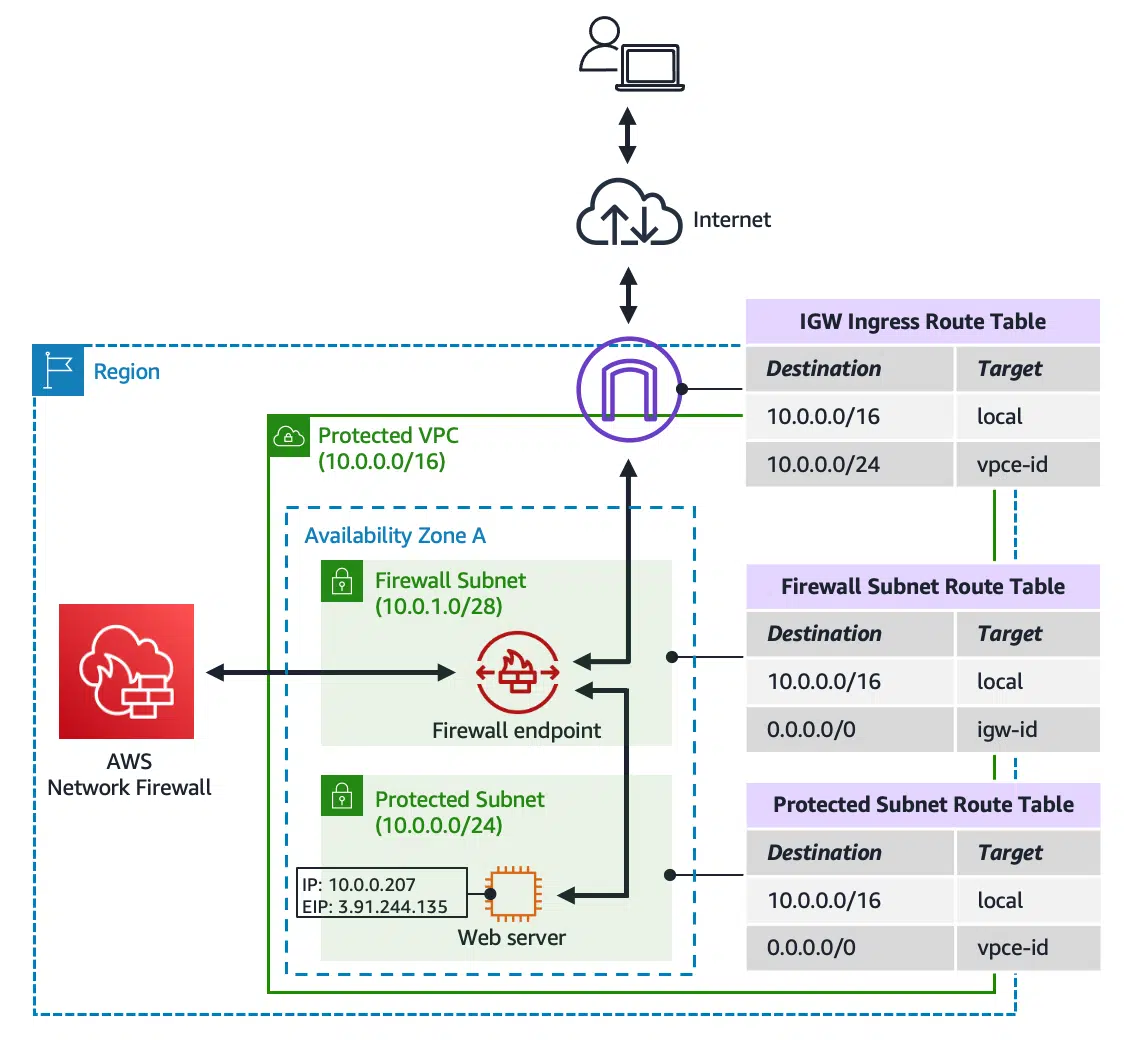 Internet
IGW Ingress Route Table
Destination Target
10.0.0.0/16 local
10.0.0.0/24 vpce-id
Region
Protected VPC
(10.0.0.0/16)
Availability Zone A
Firewall Subnet
(10.0.1.0/28)
Firewall endpoint
AWS
Network Firewall
Firewall Subnet Route Table
Destination Target
10.0.0.0/16 local
0.0.0.0/0 igw-id
Protected Subnet
(10.0.0.0/24)
IP: 10.0.0.207
EIP: 3.91.244.135
Web server
Protected Subnet Route Table
Destination Target
10.0.0.0/16 local
0.0.0.0/0 vpce-id